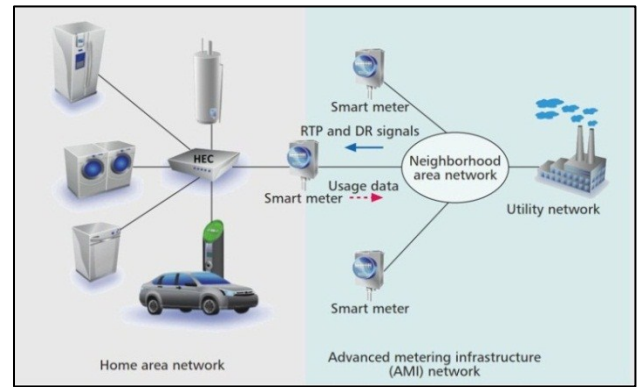 Smart meter
RTP and DR signals
HEC
Neighborhood
area network
Usage data
Smart meter
Utility network
Smart meter
Home area network
Advanced metering infrastructure
(AMI) network